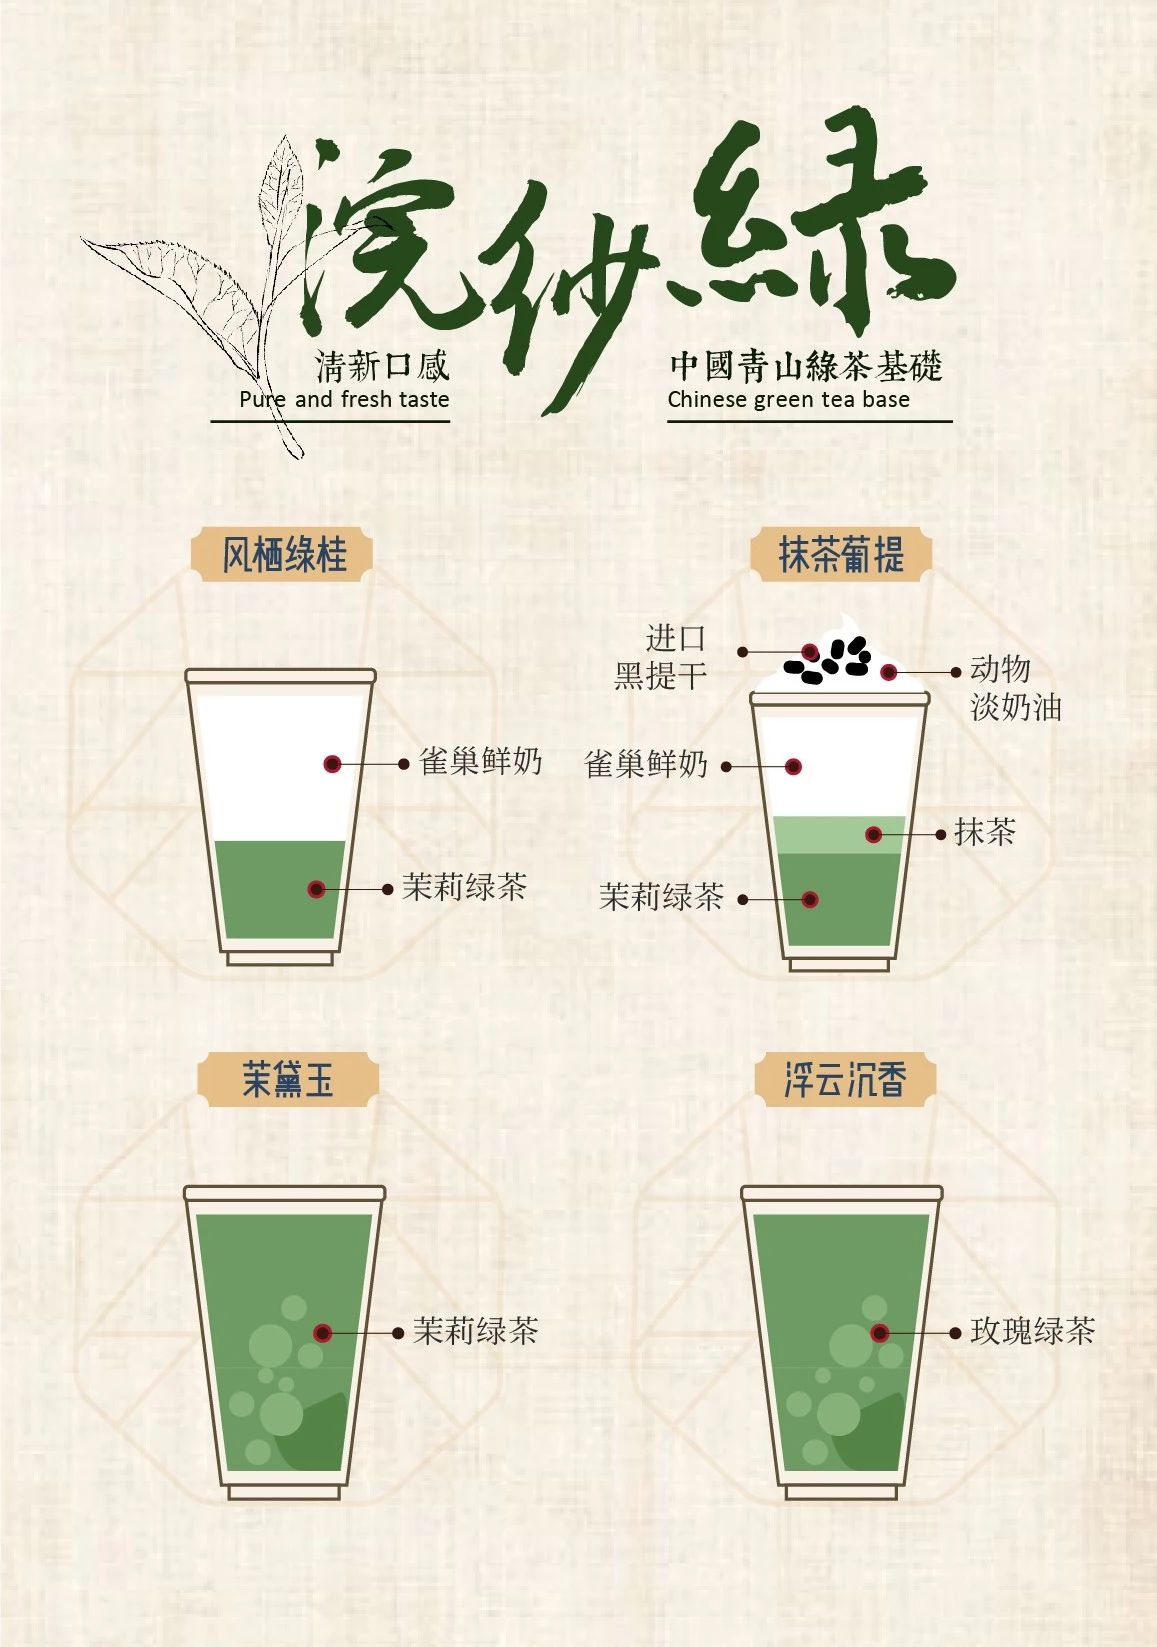 浣纱綠
清新口感
Pure and fresh taste
中國青山綠茶基礎
Chinese green tea base
风栖绿桂
雀巢鲜奶
茉莉绿茶
抹茶葡提
进口
黑提干
动物
淡奶油
雀巢鲜奶
抹茶
茉莉绿茶
茉黛玉
茉莉绿茶
浮云沉香
玫瑰绿茶